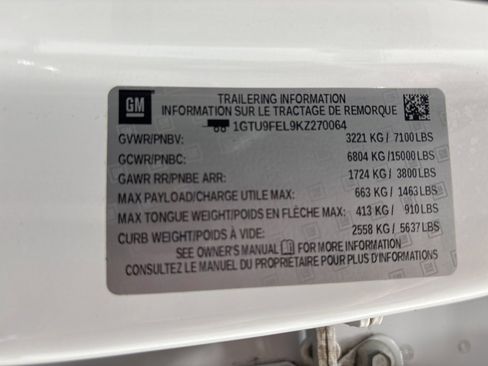 GM
TRAILERING INFORMATION
INFORMATION SUR LE TRACTAGE DE REMORQUE
1GTU9FEL9KZ270064
GVWR/PNBV: 3221 KG / 7100 LBS
GCWR/PNBC: 6804 KG /15000 LBS
GAWR RR/PNBE ARR: 1724 KG / 3800 LBS
MAX PAYLOAD/CHARGE UTILE MAX: 663 KG / 1463 LBS
MAX TONGUE WEIGHT/POIDS EN FLÈCHE MAX: 413 KG / 910 LBS
CURB WEIGHT/POIDS À VIDE: 2558 KG / 5637 LBS
SEE OWNER'S MANUAL FOR MORE INFORMATION
CONSULTEZ LE MANUEL DU PROPRIÉTAIRE POUR PLUS D'INFORMATION